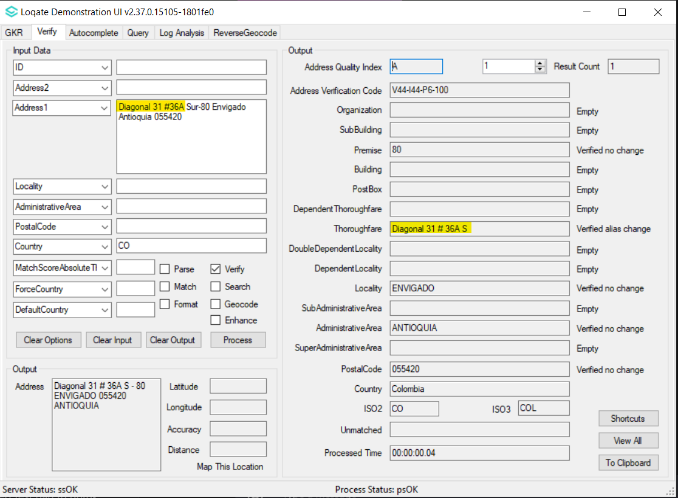 Loqate Demonstration UI v2.37.0.15105-1801fe0
GKR Verify Autocomplete Query Log Analysis ReverseGeocode
Input Data
ID
Address2
Address1 Diagonal 31 #36A Sur-80 Envigado
Antioquia 055420
Locality
AdministrativeArea
PostalCode
Country CO
MatchScoreAbsoluteTl Parse Verify
ForceCountry Match Search
DefaultCountry Format Geocode
Enhance
Clear Options Clear Input Clear Output Process
Output
Address Diagonal 31 # 36A S - 80
ENVIGADO 055420
ANTIOQUIA
Latitude
Longitude
Accuracy
Distance
Map This Location
Output
Address Quality Index A 1 Result Count 1
Address Verification Code V44-I44-P6-100
Organization Empty
SubBuilding Empty
Premise 80 Verified no change
Building Empty
PostBox Empty
DependentThoroughfare Empty
Thoroughfare Diagonal 31 # 36A S Verified alias change
DoubleDependentLocality Empty
DependentLocality Empty
Locality ENVIGADO Verified no change
SubAdministrativeArea Empty
AdministrativeArea ANTIOQUIA Verified no change
SuperAdministrativeArea Empty
PostalCode 055420 Verified no change
Country Colombia
ISO2 CO ISO3 COL
Unmatched
Processed Time 00:00:00.04
Shortcuts
View All
To Clipboard
Server Status: ssOK Process Status: psOK